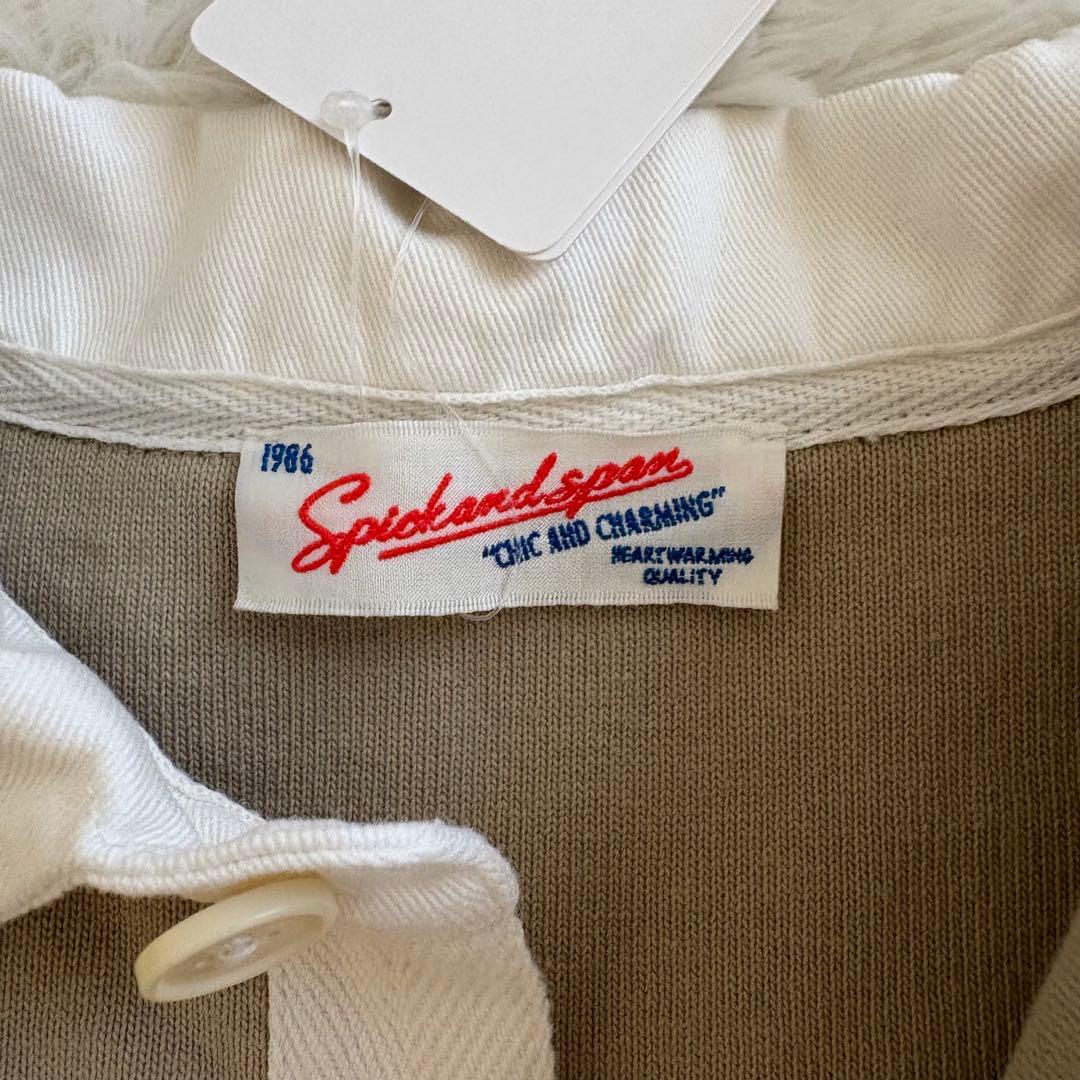 1986
Spickandspan
"CHIC AND CHARMING"
HEARTWARMING
QUALITY